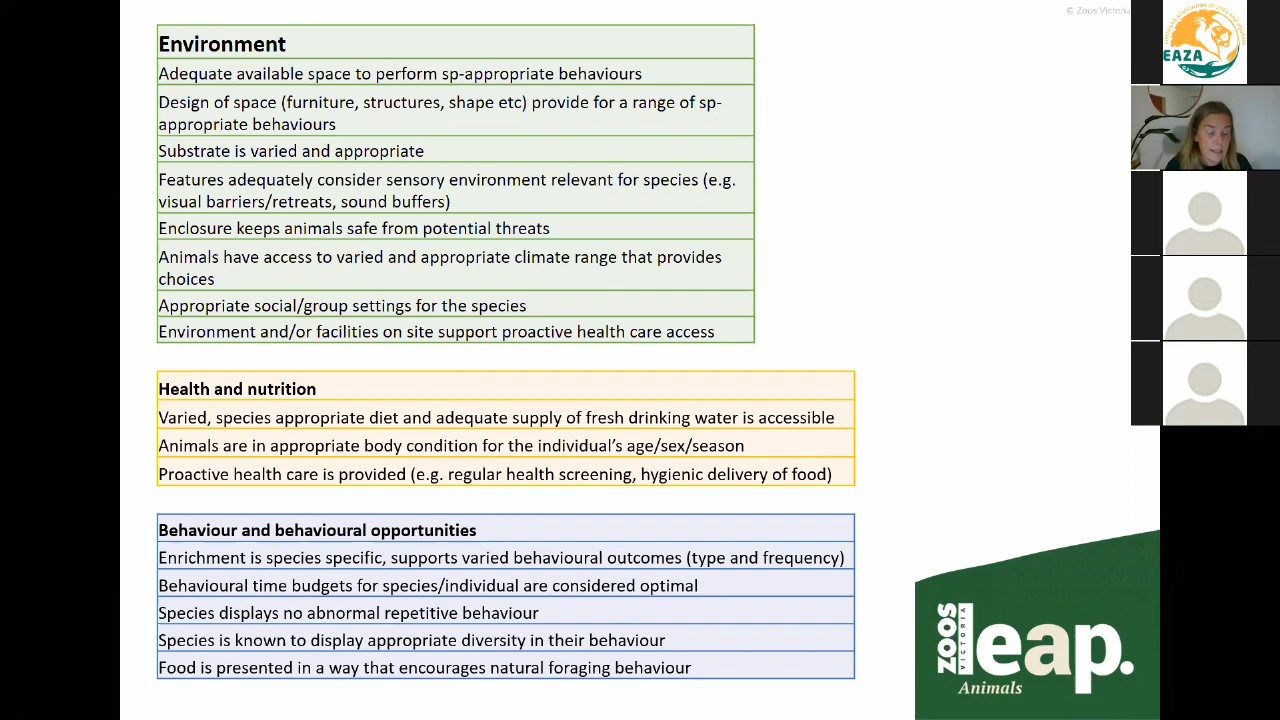 © Zoos Victoria
Environment
Adequate available space to perform sp-appropriate behaviours
Design of space (furniture, structures, shape etc) provide for a range of sp-
appropriate behaviours
Substrate is varied and appropriate
Features adequately consider sensory environment relevant for species (e.g.
visual barriers/retreats, sound buffers)
Enclosure keeps animals safe from potential threats
Animals have access to varied and appropriate climate range that provides
choices
Appropriate social/group settings for the species
Environment and/or facilities on site support proactive health care access
Health and nutrition
Varied, species appropriate diet and adequate supply of fresh drinking water is accessible
Animals are in appropriate body condition for the individual's age/sex/season
Proactive health care is provided (e.g. regular health screening, hygienic delivery of food)
Behaviour and behavioural opportunities
Enrichment is species specific, supports varied behavioural outcomes (type and frequency)
Behavioural time budgets for species/individual are considered optimal
Species displays no abnormal repetitive behaviour
Species is known to display appropriate diversity in their behaviour
Food is presented in a way that encourages natural foraging behaviour
EAZA
ZOOS
VICTORIA
leap.
Animals